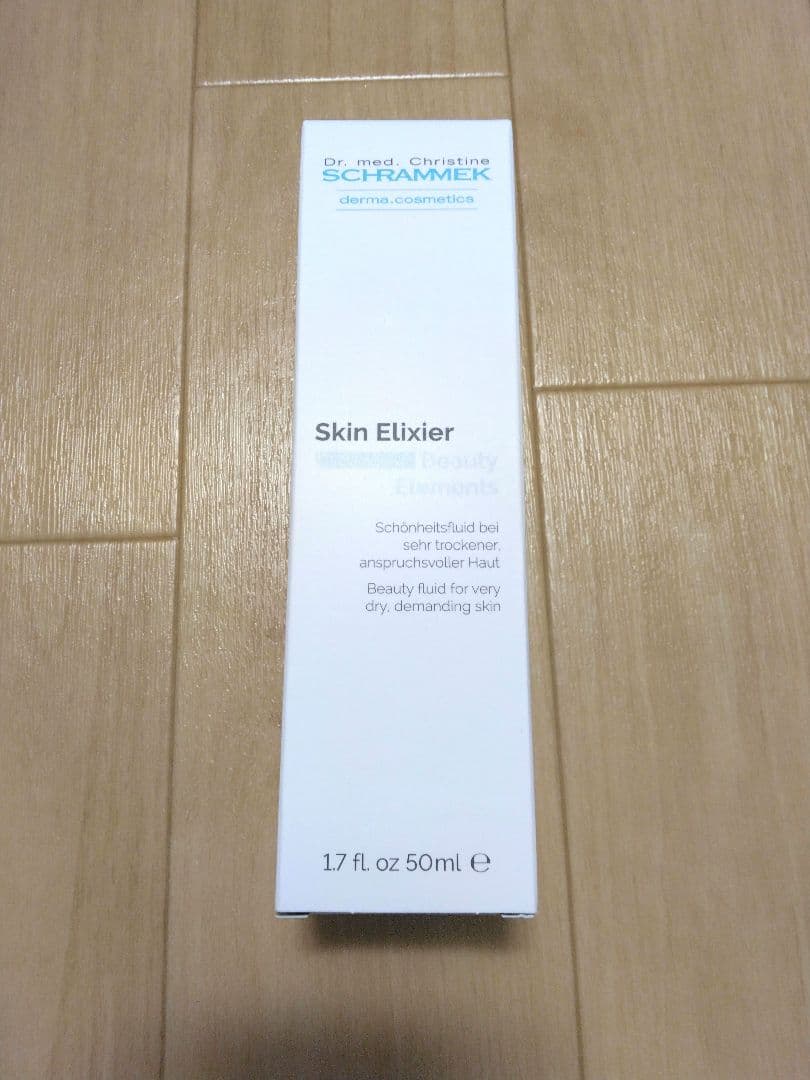 Dr. med. Christine
SCHRAMMEK
derma.cosmetics
Skin Elixier
Beauty
Elements
Schönheitsfluid bei
sehr trockener,
anspruchsvoller Haut
Beauty fluid for very
dry, demanding skin
1.7 fl. oz 50ml ℮